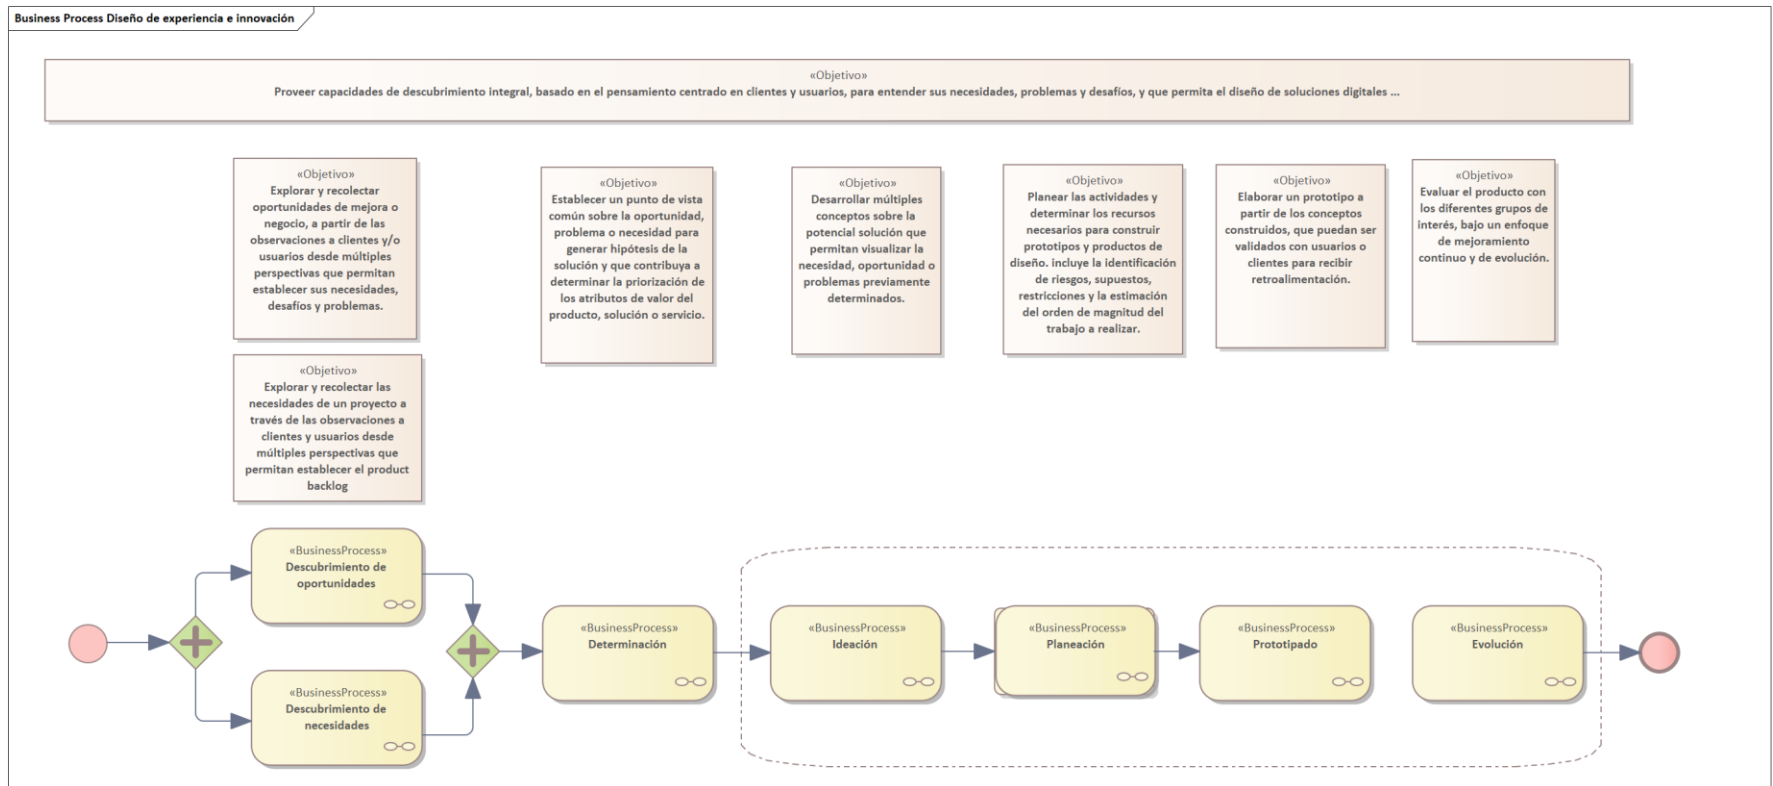 Business Process Diseño de experiencia e innovación
«Objetivo»
Proveer capacidades de descubrimiento integral, basado en el pensamiento centrado en clientes y usuarios, para entender sus necesidades, problemas y desafíos, y que permita el diseño de soluciones digitales ...
«Objetivo»
Explorar y recolectar
oportunidades de mejora o
negocio, a partir de las
observaciones a clientes y/o
usuarios desde múltiples
perspectivas que permitan
establecer sus necesidades,
desafíos y problemas.
«Objetivo»
Establecer un punto de vista
común sobre la oportunidad,
problema o necesidad para
generar hipótesis de la
solución y que contribuya a
determinar la priorización de
los atributos de valor del
producto, solución o servicio.
«Objetivo»
Desarrollar múltiples
conceptos sobre la
potencial solución que
permitan visualizar la
necesidad, oportunidad o
problemas previamente
determinados.
«Objetivo»
Planear las actividades y
determinar los recursos
necesarios para construir
prototipos y productos de
diseño. incluye la identificación
de riesgos, supuestos,
restricciones y la estimación
del orden de magnitud del
trabajo a realizar.
«Objetivo»
Elaborar un prototipo a
partir de los conceptos
construidos, que puedan ser
validados con usuarios o
clientes para recibir
retroalimentación.
«Objetivo»
Evaluar el producto con
los diferentes grupos de
interés, bajo un enfoque
de mejoramiento
continuo y de evolución.
«Objetivo»
Explorar y recolectar las
necesidades de un proyecto a
través de las observaciones a
clientes y usuarios desde
múltiples perspectivas que
permitan establecer el product
backlog
«BusinessProcess»
Descubrimiento de
oportunidades
«BusinessProcess»
Descubrimiento de
necesidades
«BusinessProcess»
Determinación
«BusinessProcess»
Ideación
«BusinessProcess»
Planeación
«BusinessProcess»
Prototipado
«BusinessProcess»
Evolución